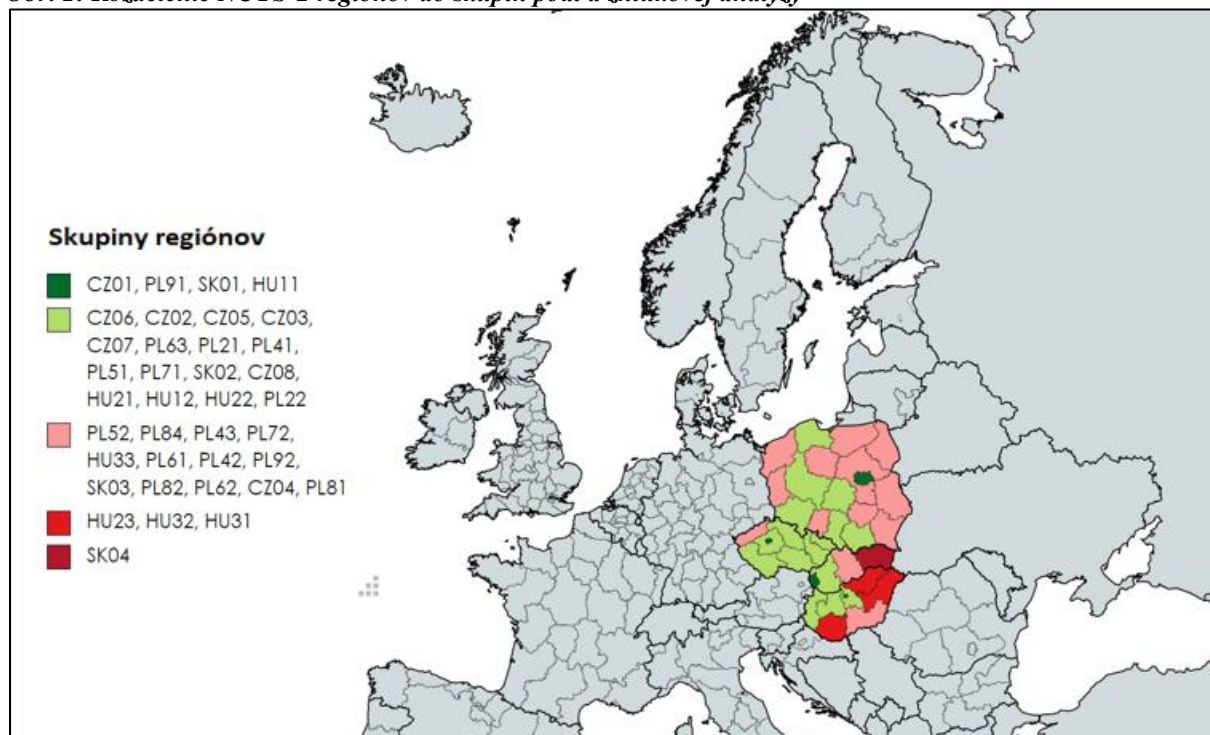 Skupiny regiónov
CZ01, PL91, SK01, HU11
CZ06, CZ02, CZ05, CZ03,
CZ07, PL63, PL21, PL41,
PL51, PL71, SK02, CZ08,
HU21, HU12, HU22, PL22
PL52, PL84, PL43, PL72,
HU33, PL61, PL42, PL92,
SK03, PL82, PL62, CZ04, PL81
HU23, HU32, HU31
SK04